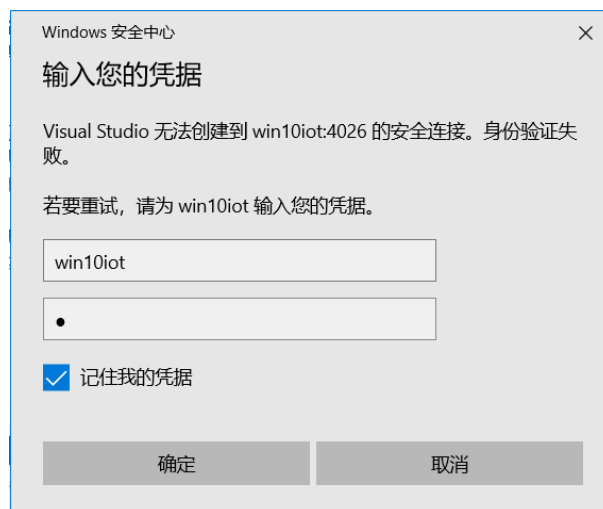 Windows 安全中心
输入您的凭据
Visual Studio 无法创建到 win10iot:4026 的安全连接。身份验证失
败。
若要重试，请为 win10iot 输入您的凭据。
win10iot
●
记住我的凭据
确定
取消